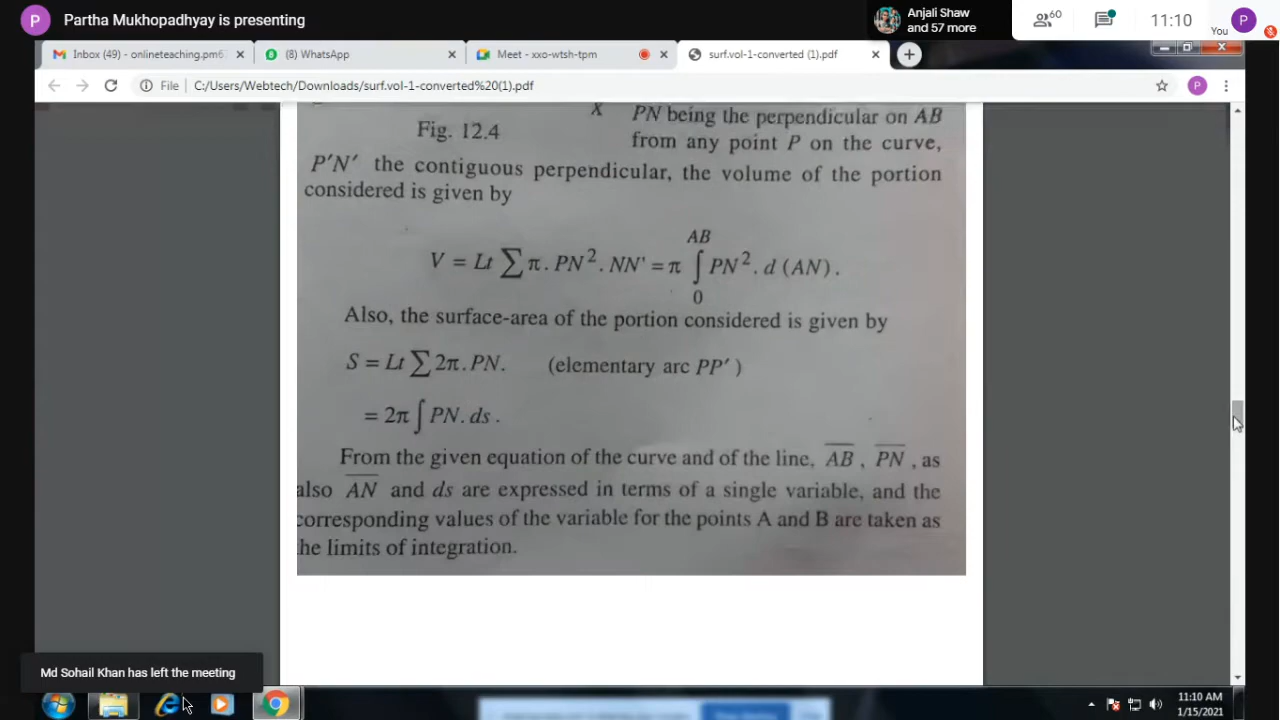 P Partha Mukhopadhyay is presenting
Anjali Shaw
and 57 more
60
11:10
P
You
Inbox (49) - onlineteaching.pm6
(8) WhatsApp
Meet - xxo-wtsh-tpm
surf.vol-1-converted (1).pdf
File C:/Users/Webtech/Downloads/surf.vol-1-converted%20(1).pdf
P
X PN being the perpendicular on AB
Fig. 12.4
from any point P on the curve,
P'N' the contiguous perpendicular, the volume of the portion
considered is given by
V = Lt ∑ π . PN². NN' = π ∫₀^AB PN². d (AN).
Also, the surface-area of the portion considered is given by
S = Lt ∑ 2π. PN. (elementary arc PP′ )
= 2π ∫ PN. ds .
From the given equation of the curve and of the line, A̅B̅ , P̅N̅ , as
also A̅N̅ and ds are expressed in terms of a single variable, and the
corresponding values of the variable for the points A and B are taken as
the limits of integration.
Md Sohail Khan has left the meeting
11:10 AM
1/15/2021